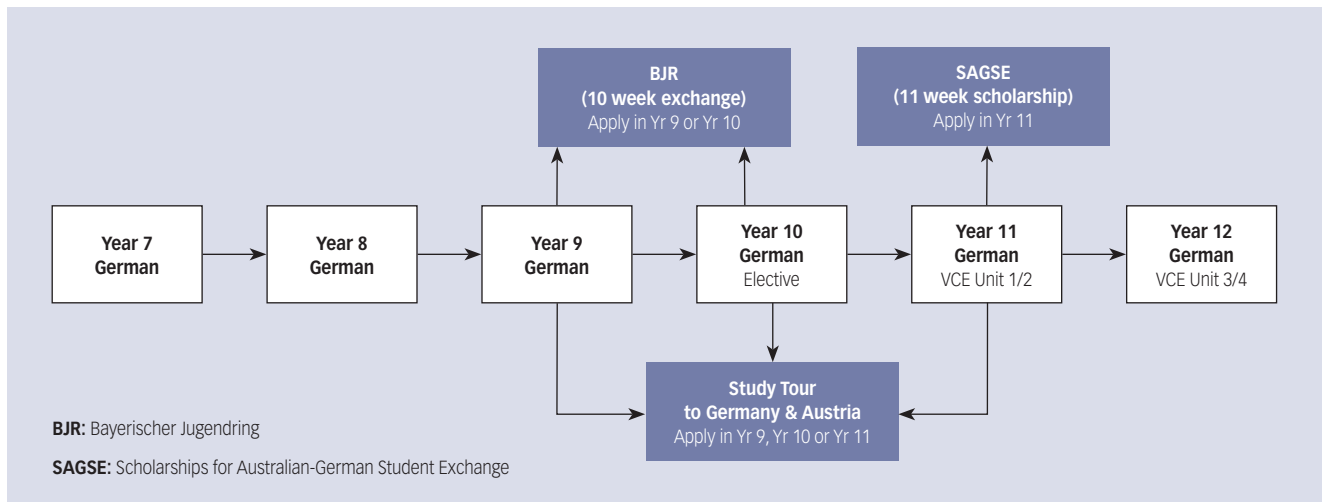 BJR
(10 week exchange)
Apply in Yr 9 or Yr 10
SAGSE
(11 week scholarship)
Apply in Yr 11
Year 7
German
Year 8
German
Year 9
German
Year 10
German
Elective
Year 11
German
VCE Unit 1/2
Year 12
German
VCE Unit 3/4
Study Tour
to Germany & Austria
Apply in Yr 9, Yr 10 or Yr 11
BJR: Bayerischer Jugendring
SAGSE: Scholarships for Australian-German Student Exchange